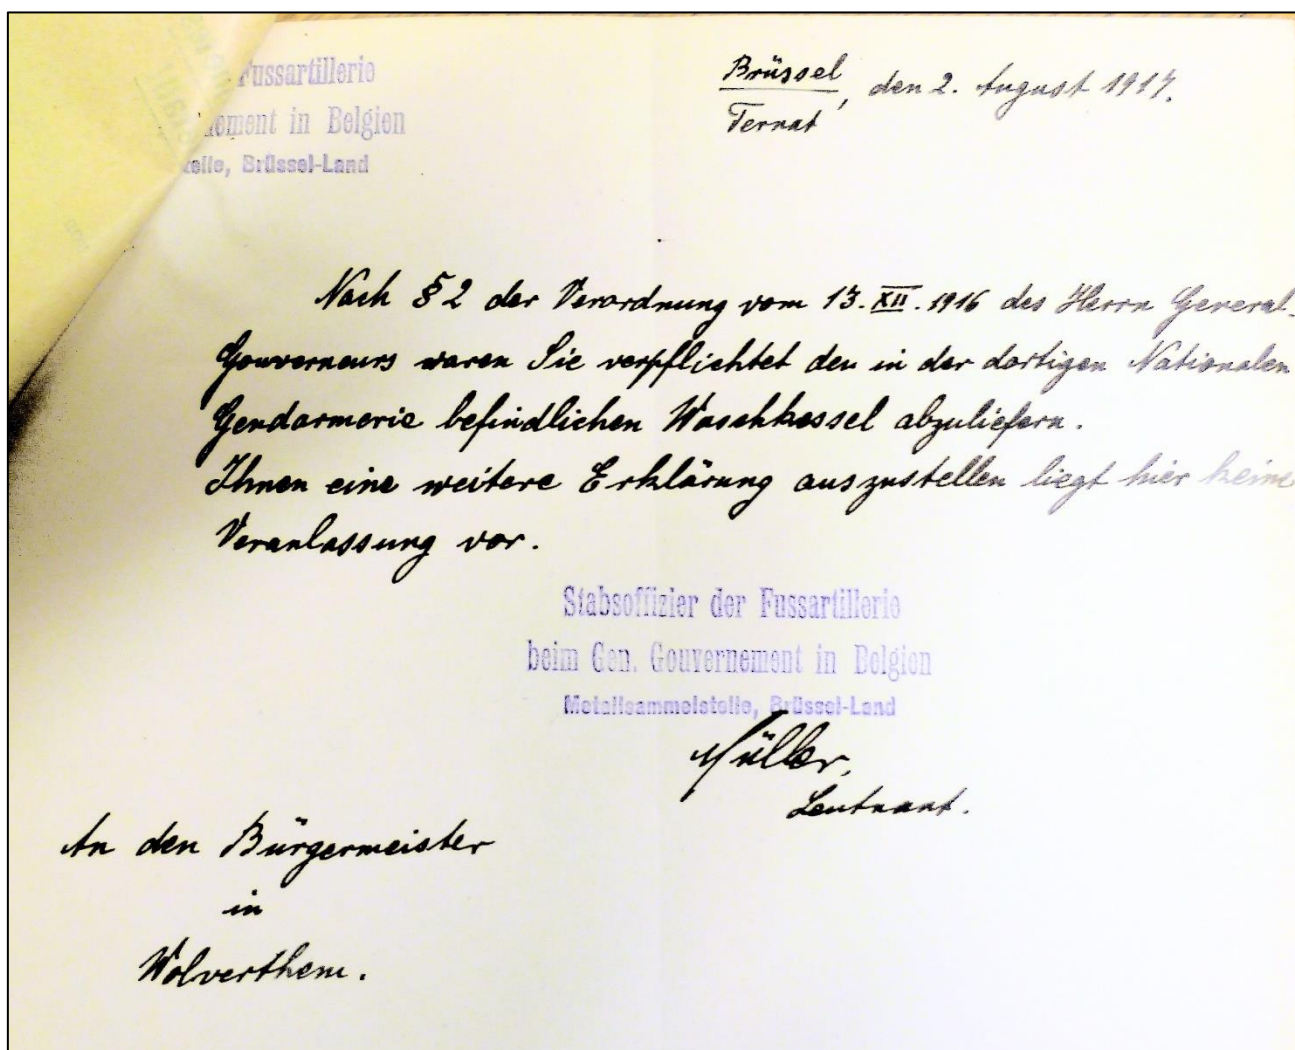 Fussartillerie
nement in Belgien
telle, Brüssel-Land
Brüssel
Ternat, den 2. August 1917.
Nach § 2 der Verordnung vom 13. XII. 1916 des Herrn General-
Gouverneurs waren Sie verpflichtet den in der dortigen Nationalen
Gendarmerie befindlichen Waschkessel abzuliefern.
Ihnen eine weitere Erklärung auszustellen liegt hier keine
Veranlassung vor.
Stabsoffizier der Fussartillerie
beim Gen. Gouvernement in Belgien
Metallsammelstelle, Brüssel-Land
Müller,
Leutnant.
An den Bürgermeister
in
Wolverthem.